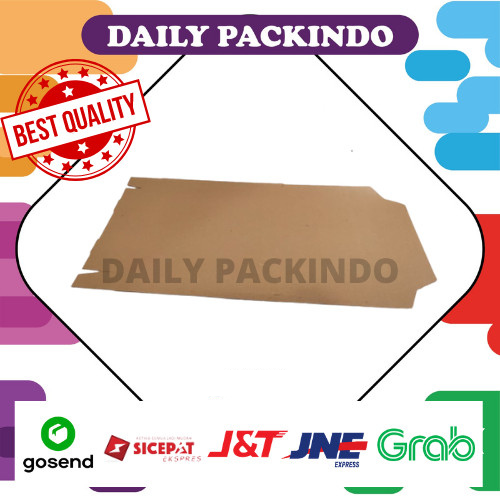 DAILY PACKINDO
BEST QUALITY
DAILY PACKINDO
gosend
SICEPAT
EKSPRES
J&T
JNE
EXPRESS
Grab